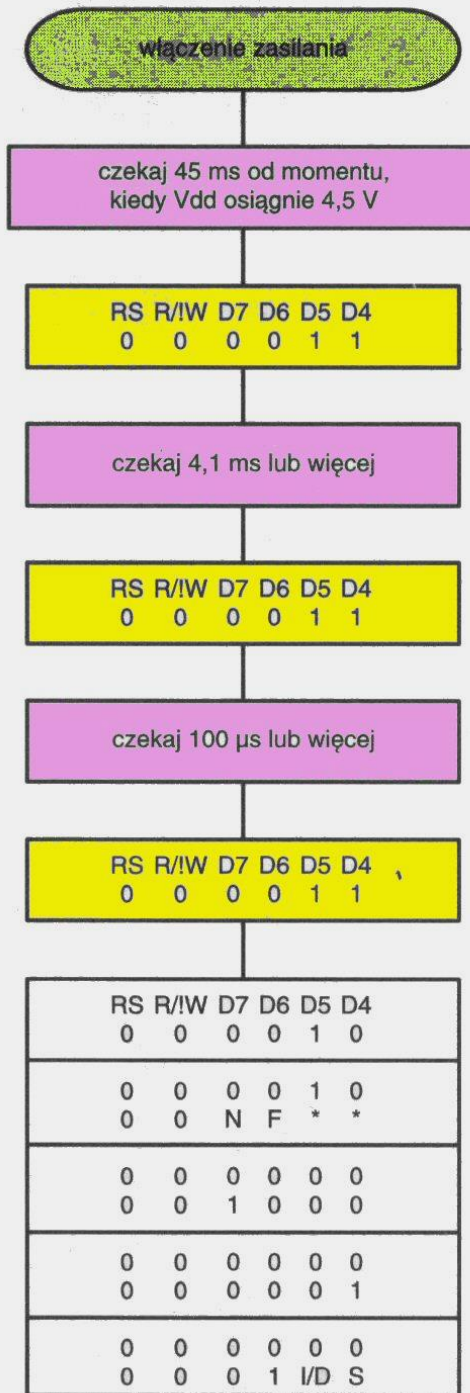 włączenie zasilania
czekaj 45 ms od momentu,
kiedy Vdd osiągnie 4,5 V
RS R/!W D7 D6 D5 D4
0 0 0 0 1 1
czekaj 4,1 ms lub więcej
RS R/!W D7 D6 D5 D4
0 0 0 0 1 1
czekaj 100 µs lub więcej
RS R/!W D7 D6 D5 D4
0 0 0 0 1 1
RS R/!W D7 D6 D5 D4
0 0 0 0 1 0
0 0 0 0 1 0
0 0 N F * *
0 0 0 0 0 0
0 0 1 0 0 0
0 0 0 0 0 0
0 0 0 0 0 1
0 0 0 0 0 0
0 0 0 1 I/D S